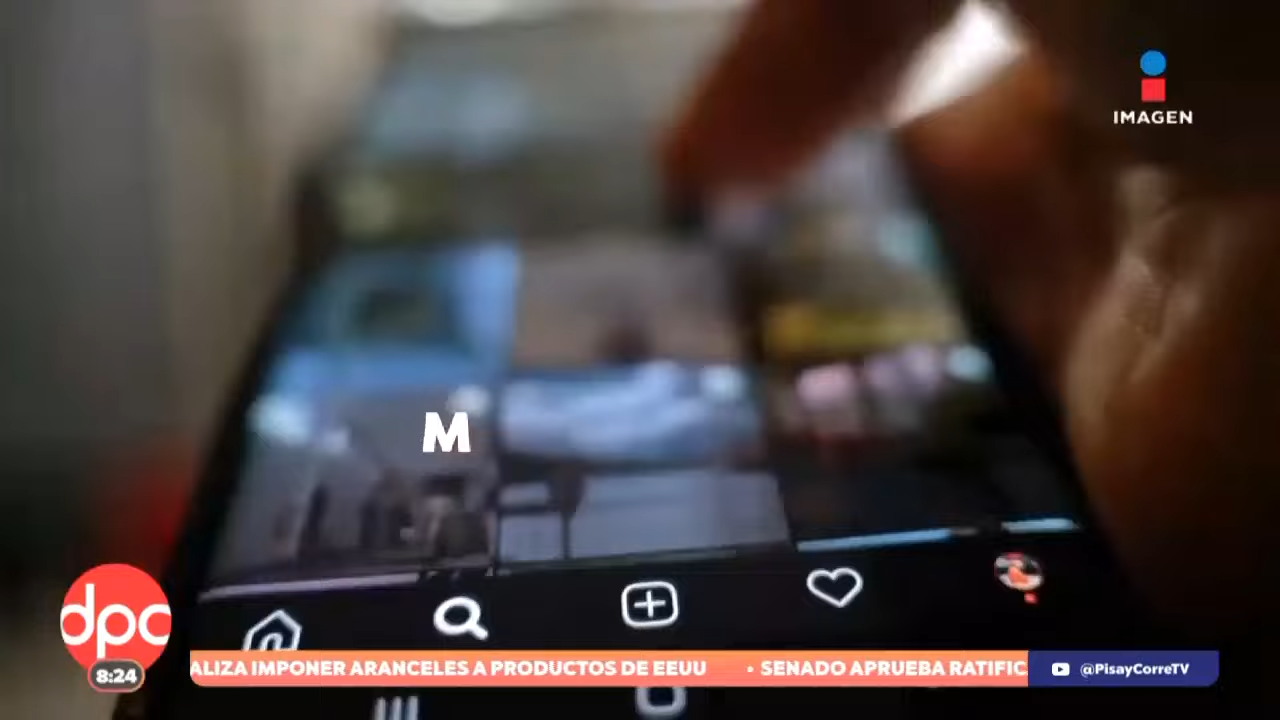 IMAGEN
M
dpc
8:24
ALIZA IMPONER ARANCELES A PRODUCTOS DE EEUU • SENADO APRUEBA RATIFIC
@PisayCorreTV